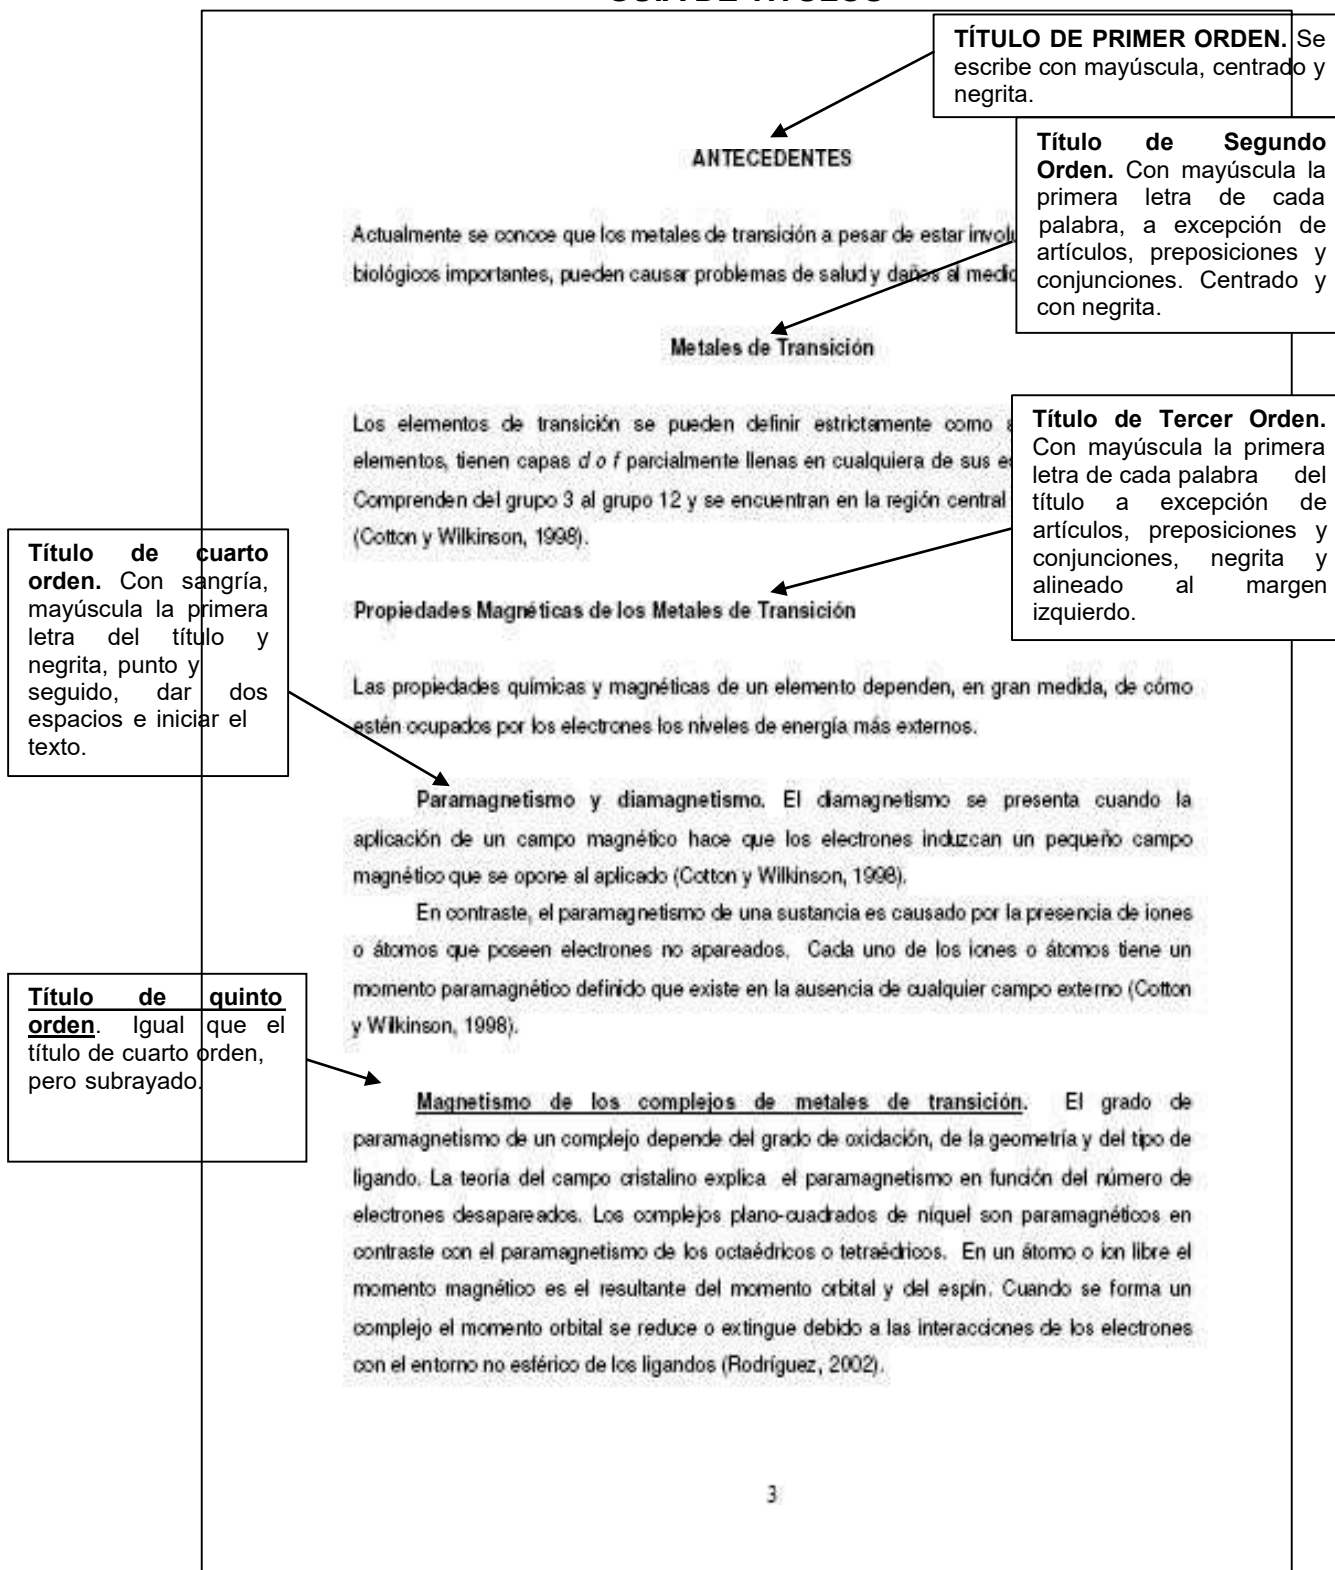 TÍTULO DE PRIMER ORDEN. Se
escribe con mayúscula, centrado y
negrita.
ANTECEDENTES
Título de Segundo
Orden. Con mayúscula la
primera letra de cada
palabra, a excepción de
artículos, preposiciones y
conjunciones. Centrado y
con negrita.
Actualmente se conoce que los metales de transición a pesar de estar
biológicos importantes, pueden causar problemas de salud y daños al
Metales de Transición
Los elementos de transición se pueden definir estrictamente como
elementos, tienen capas d o f parcialmente llenas en cualquiera de sus
Comprenden del grupo 3 al grupo 12 y se encuentran en la región central
(Cotton y Wilkinson, 1998).
Título de Tercer Orden.
Con mayúscula la primera
letra de cada palabra del
título a excepción de
artículos, preposiciones y
conjunciones, negrita y
alineado al margen
izquierdo.
Título de cuarto
orden. Con sangría,
mayúscula la primera
letra del título y
negrita, punto y
seguido, dar dos
espacios e iniciar el
texto.
Propiedades Magnéticas de los Metales de Transición
Las propiedades químicas y magnéticas de un elemento dependen, en gran medida, de cómo
estén ocupados por los electrones los niveles de energía más externos.
Paramagnetismo y diamagnetismo. El diamagnetismo se presenta cuando la
aplicación de un campo magnético hace que los electrones induzcan un pequeño campo
magnético que se opone al aplicado (Cotton y Wilkinson, 1998).
En contraste, el paramagnetismo de una sustancia es causado por la presencia de iones
o átomos que poseen electrones no apareados. Cada uno de los iones o átomos tiene un
momento paramagnético definido que existe en la ausencia de cualquier campo externo (Cotton
y Wilkinson, 1998).
Título de quinto
orden. Igual que el
título de cuarto orden,
pero subrayado.
Magnetismo de los complejos de metales de transición. El grado de
paramagnetismo de un complejo depende del grado de oxidación, de la geometría y del tipo de
ligando. La teoría del campo cristalino explica el paramagnetismo en función del número de
electrones desapareados. Los complejos plano-cuadrados de níquel son paramagnéticos en
contraste con el paramagnetismo de los octaédricos o tetraédricos. En un átomo o ion libre el
momento magnético es el resultante del momento orbital y del espín. Cuando se forma un
complejo el momento orbital se reduce o extingue debido a las interacciones de los electrones
con el entorno no esférico de los ligandos (Rodríguez, 2002).
3